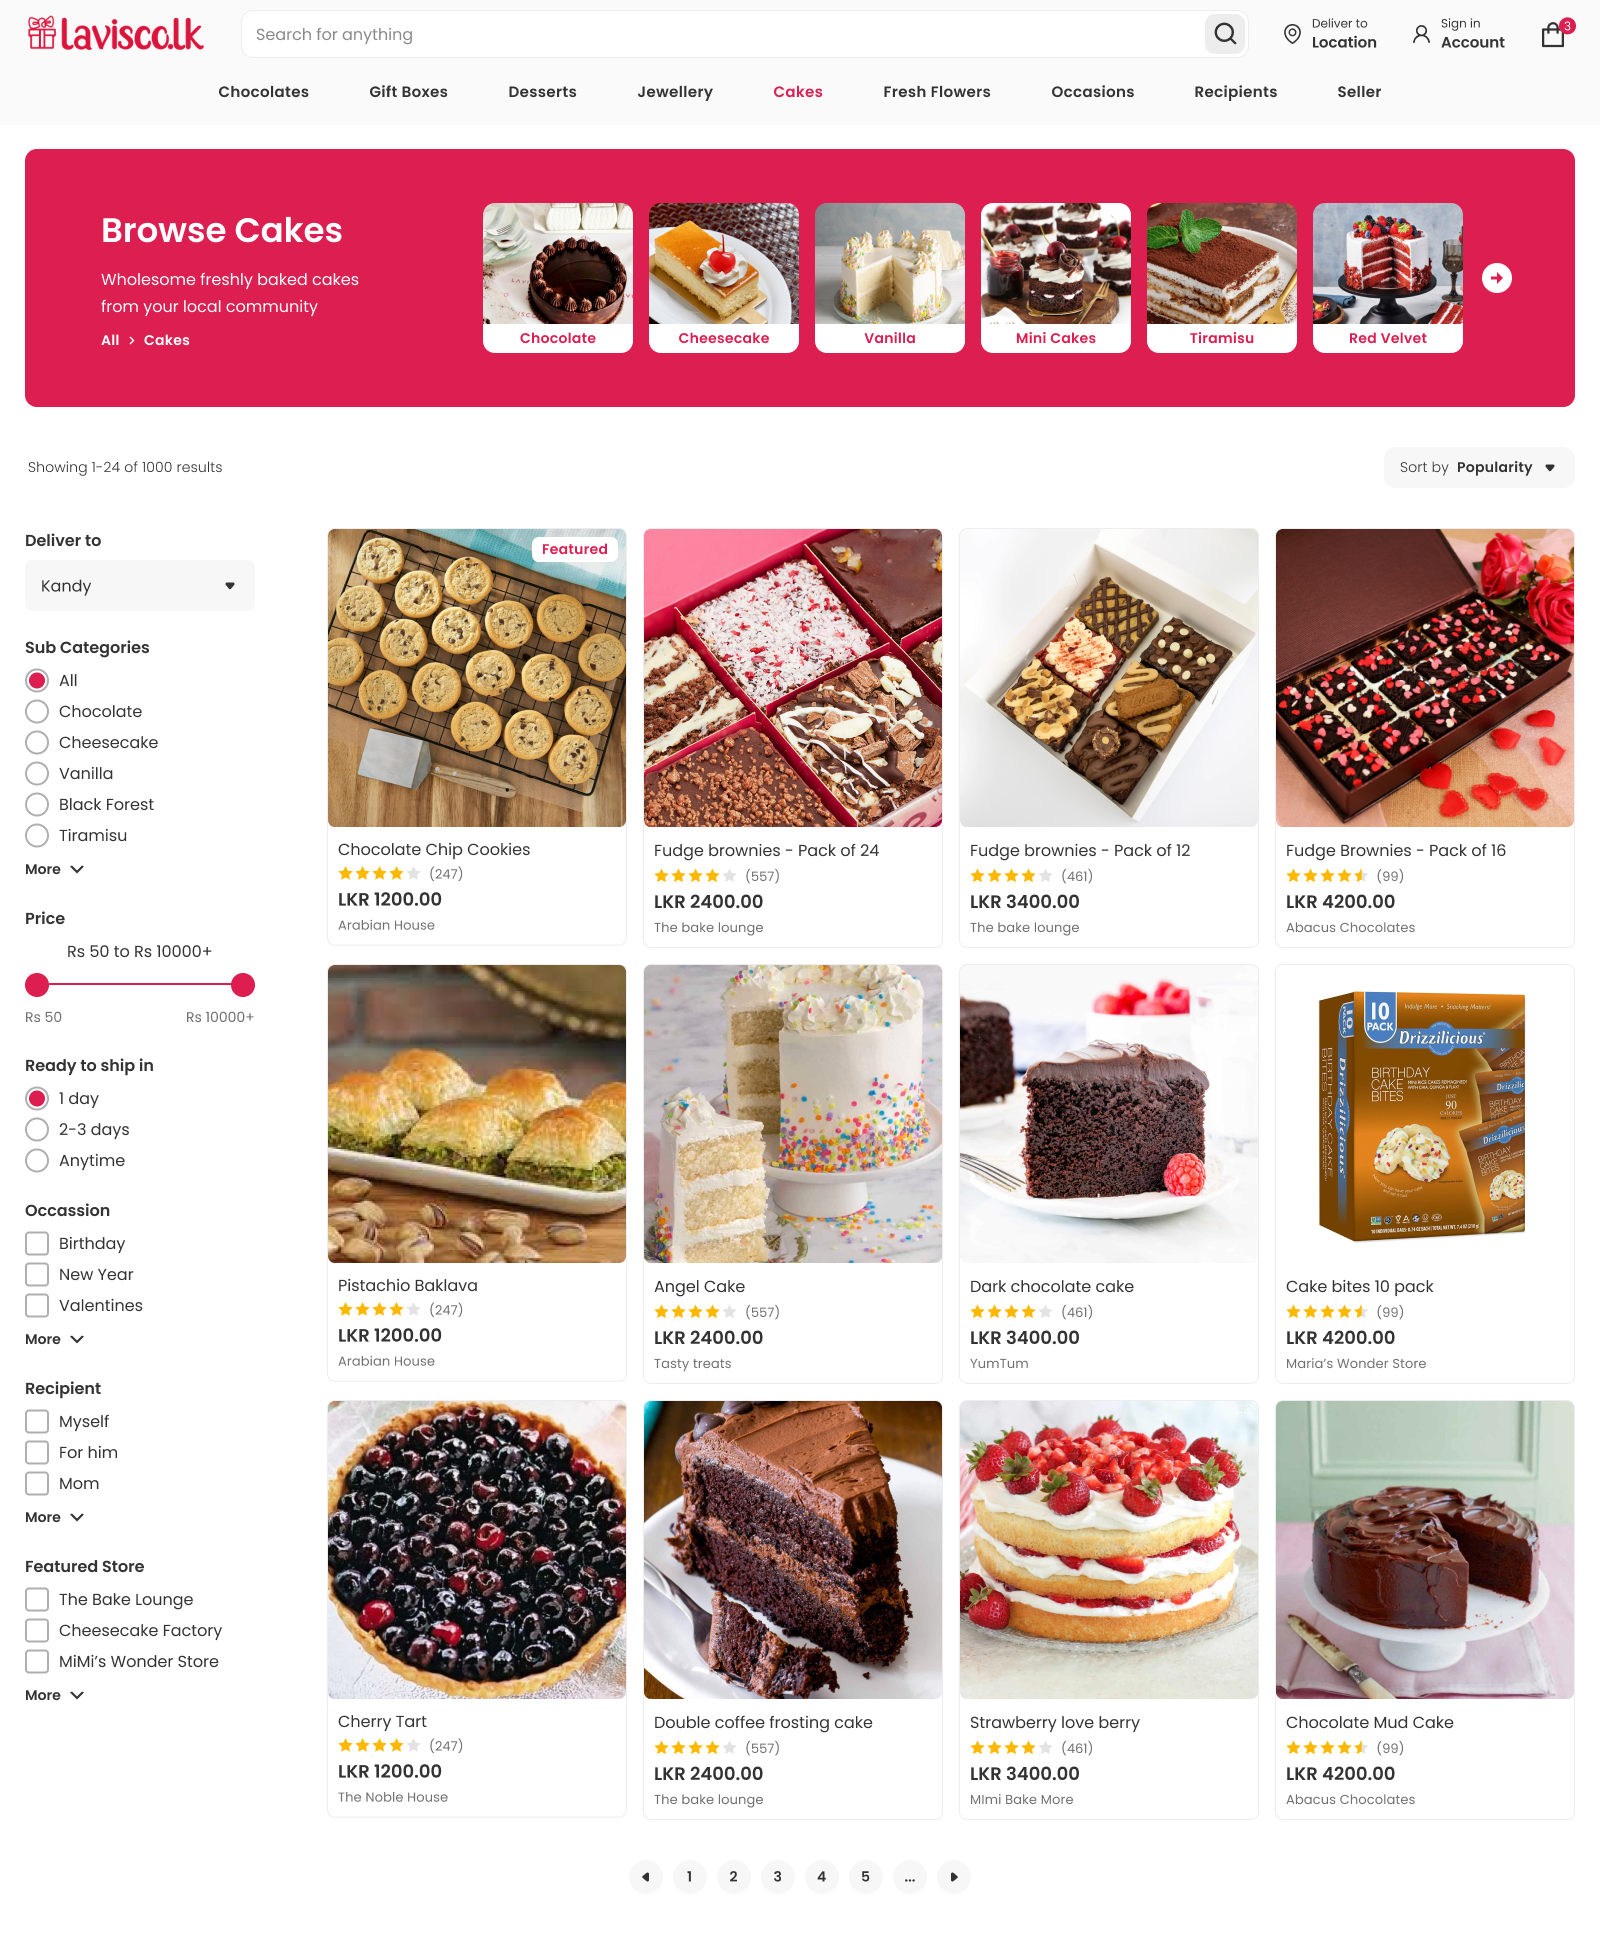 Lavisco.lk
Search for anything
Deliver to
Location
Sign in
Account
3
Chocolates
Gift Boxes
Desserts
Jewellery
Cakes
Fresh Flowers
Occasions
Recipients
Seller
Browse Cakes
Wholesome freshly baked cakes
from your local community
All > Cakes
Chocolate
Cheesecake
Vanilla
Mini Cakes
Tiramisu
Red Velvet
Showing 1-24 of 1000 results
Sort by Popularity
Deliver to
Kandy
Sub Categories
All
Chocolate
Cheesecake
Vanilla
Black Forest
Tiramisu
More
Price
Rs 50 to Rs 10000+
Rs 50
Rs 10000+
Ready to ship in
1 day
2-3 days
Anytime
Occassion
Birthday
New Year
Valentines
More
Recipient
Myself
For him
Mom
More
Featured Store
The Bake Lounge
Cheesecake Factory
MiMi's Wonder Store
More
Featured
Chocolate Chip Cookies
(247)
LKR 1200.00
Arabian House
Fudge brownies - Pack of 24
(557)
LKR 2400.00
The bake lounge
Fudge brownies - Pack of 12
(461)
LKR 3400.00
The bake lounge
Fudge Brownies - Pack of 16
(99)
LKR 4200.00
Abacus Chocolates
Pistachio Baklava
(247)
LKR 1200.00
Arabian House
Angel Cake
(557)
LKR 2400.00
Tasty treats
Dark chocolate cake
(461)
LKR 3400.00
YumTum
10
PACK
Indulge More • Snacking Matters!
Drizzilicious
BIRTHDAY
CAKE
BITES
JUST
90
CALORIES
Cake bites 10 pack
(99)
LKR 4200.00
Maria's Wonder Store
Cherry Tart
(247)
LKR 1200.00
The Noble House
Double coffee frosting cake
(557)
LKR 2400.00
The bake lounge
Strawberry love berry
(461)
LKR 3400.00
MImi Bake More
Chocolate Mud Cake
(99)
LKR 4200.00
Abacus Chocolates
1
2
3
4
5
...